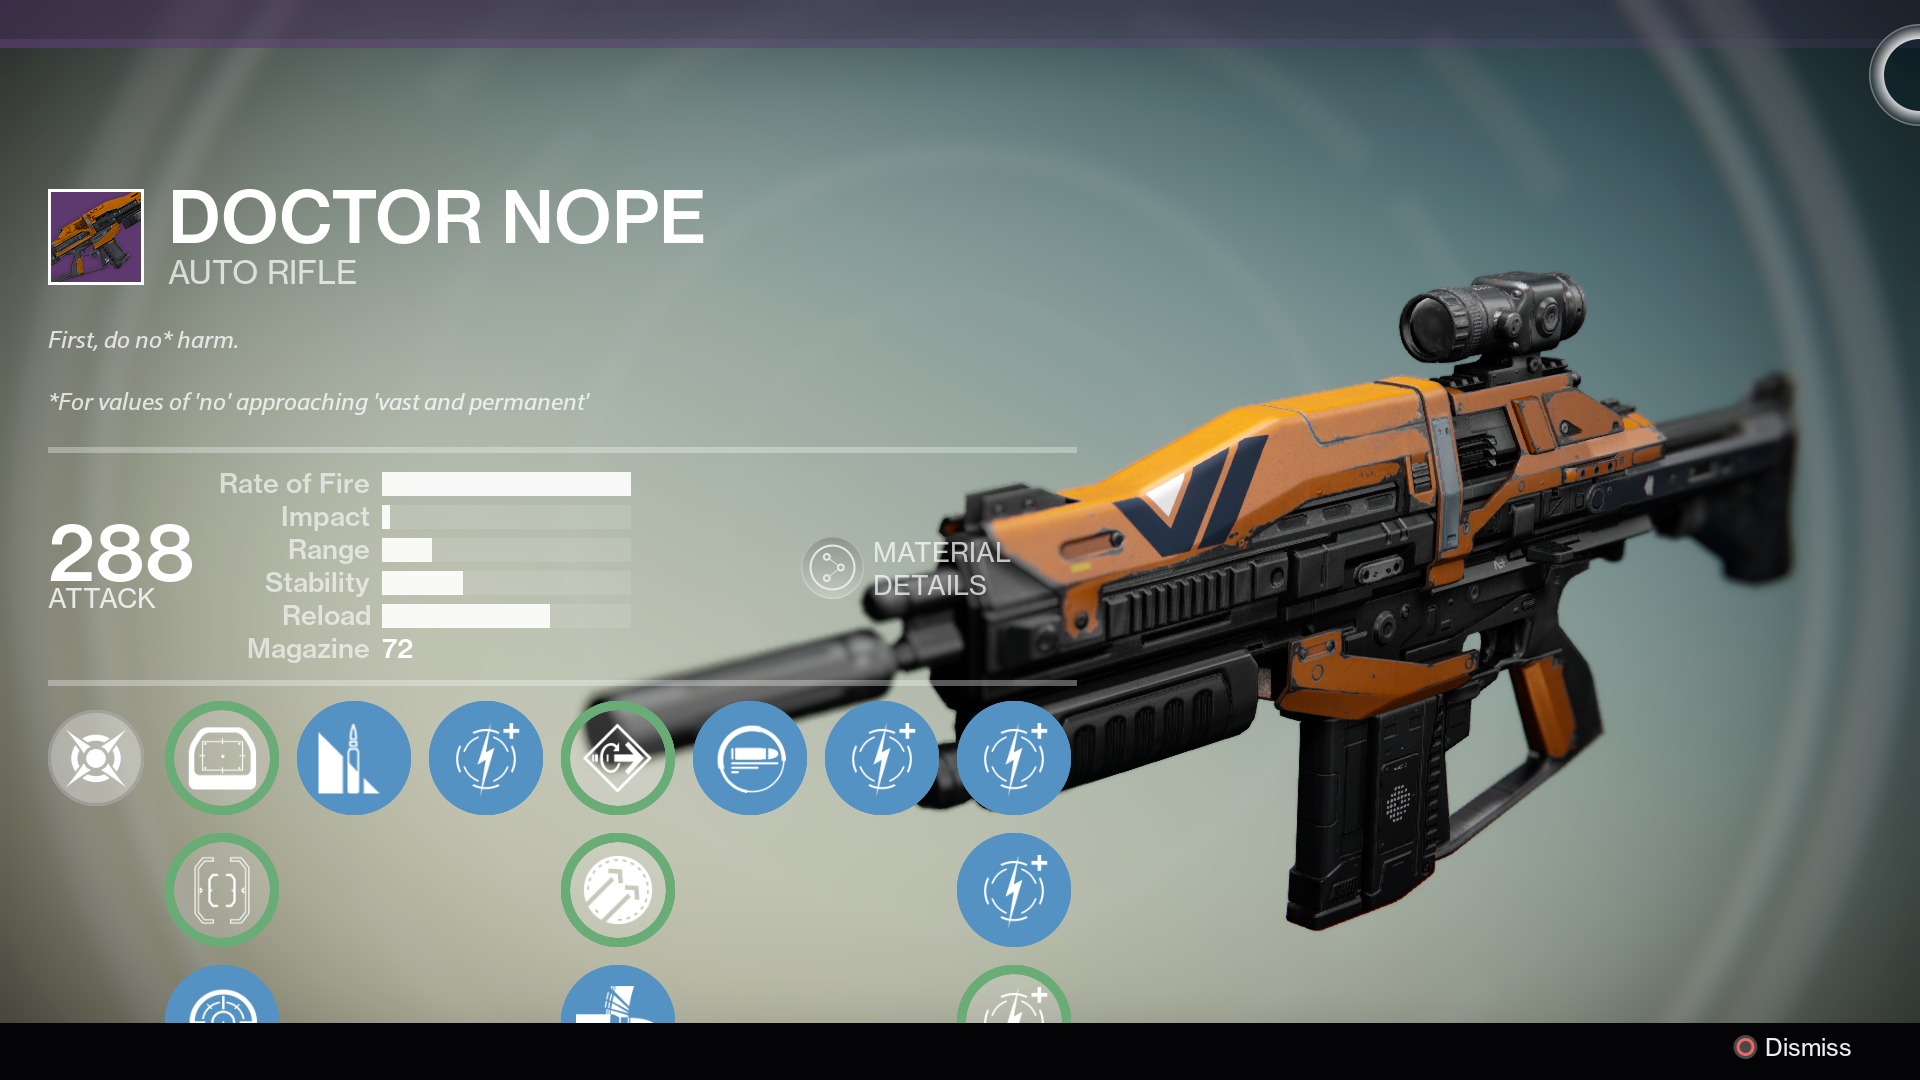 DOCTOR NOPE
AUTO RIFLE
First, do no* harm.
*For values of 'no' approaching 'vast and permanent'
288
ATTACK
Rate of Fire
Impact
Range
Stability
Reload
Magazine 72
MATERIAL
DETAILS
Dismiss